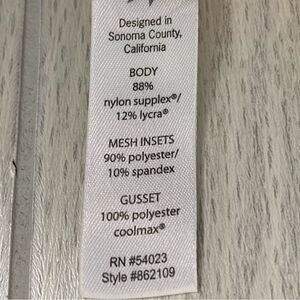 Designed in
Sonoma County,
California
BODY
88%
nylon supplex®/
12% lycra®
MESH INSETS
90% polyester/
10% spandex
GUSSET
100% polyester
coolmax®
RN #54023
Style #862109